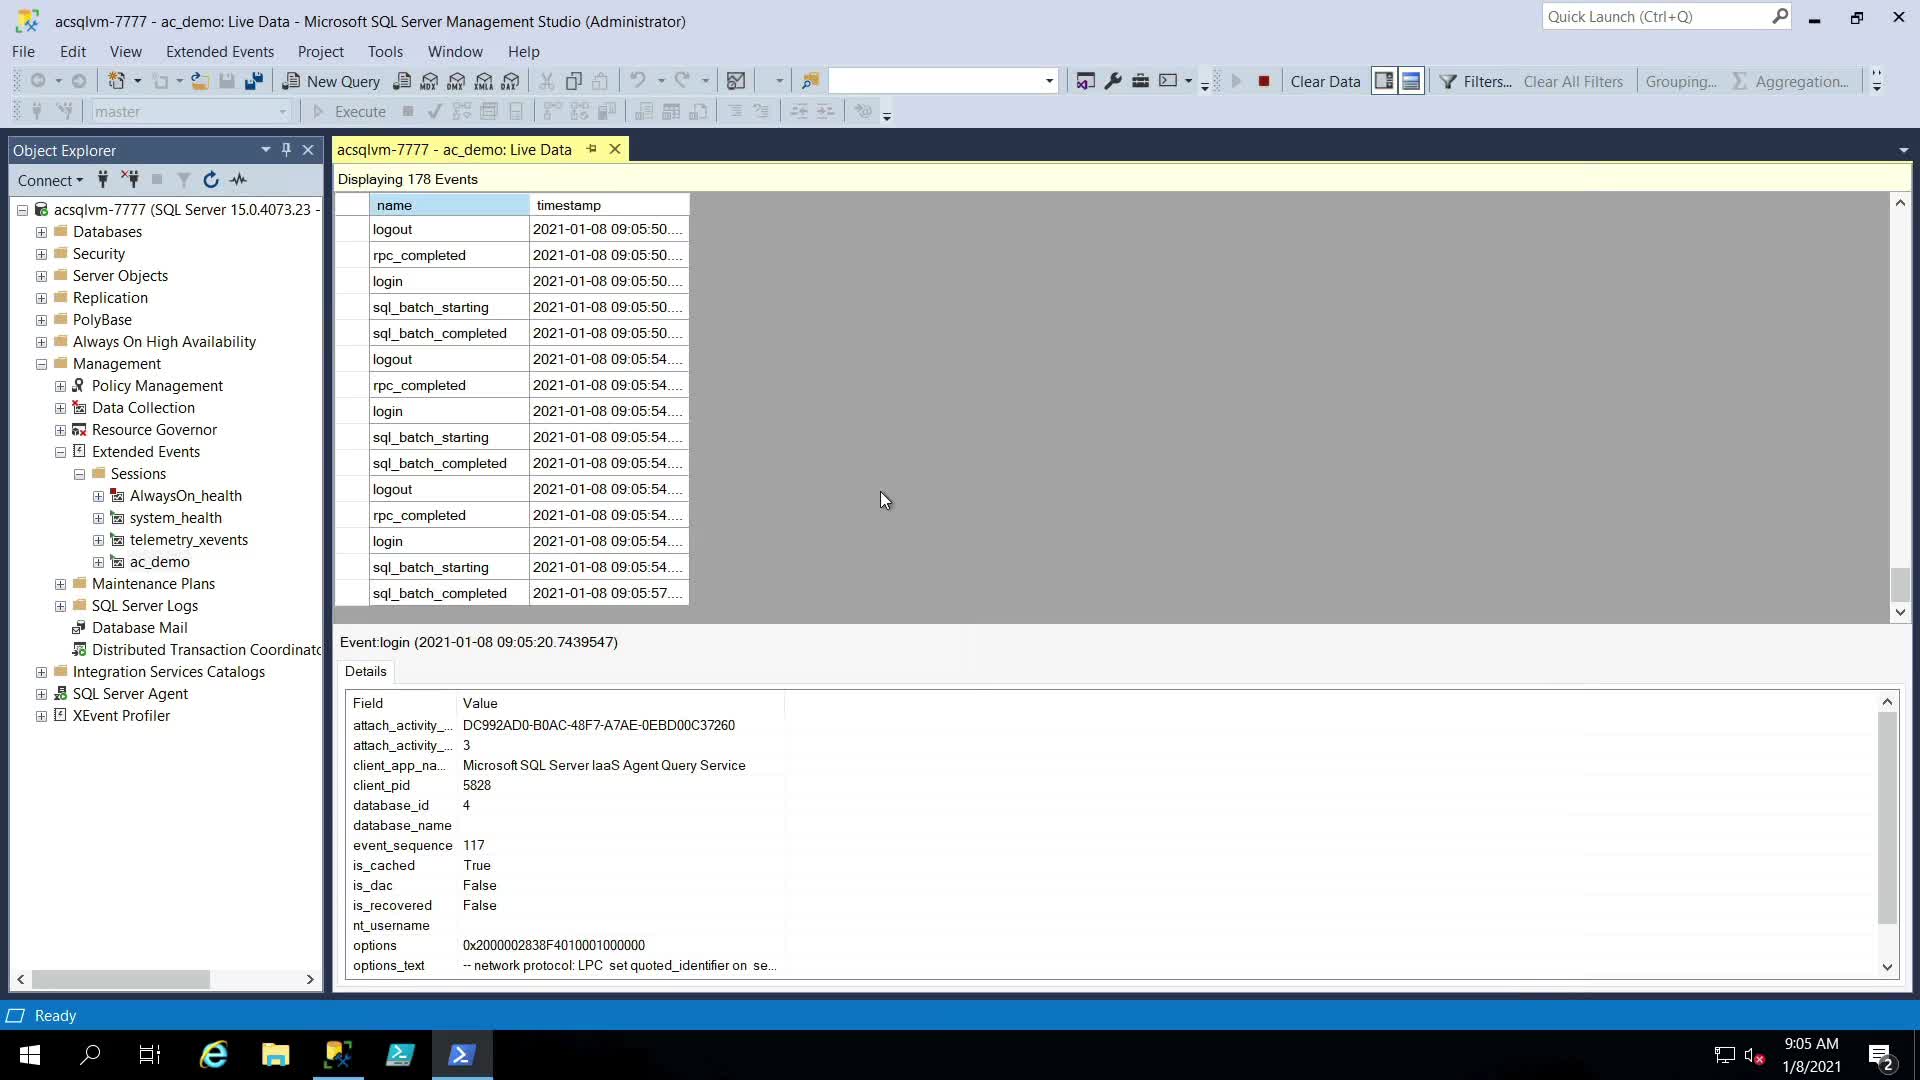 acsqlvm-7777 - ac_demo: Live Data - Microsoft SQL Server Management Studio (Administrator)
Quick Launch (Ctrl+Q)
File Edit View Extended Events Project Tools Window Help
New Query MDX DMX XMLA DAX Clear Data Filters... Clear All Filters Grouping... Aggregation...
master Execute
Object Explorer
acsqlvm-7777 - ac_demo: Live Data
Connect
Displaying 178 Events
acsqlvm-7777 (SQL Server 15.0.4073.23 -
Databases
Security
Server Objects
Replication
PolyBase
Always On High Availability
Management
Policy Management
Data Collection
Resource Governor
Extended Events
Sessions
AlwaysOn_health
system_health
telemetry_xevents
ac_demo
Maintenance Plans
SQL Server Logs
Database Mail
Distributed Transaction Coordinato
Integration Services Catalogs
SQL Server Agent
XEvent Profiler
name timestamp
logout 2021-01-08 09:05:50....
rpc_completed 2021-01-08 09:05:50....
login 2021-01-08 09:05:50....
sql_batch_starting 2021-01-08 09:05:50....
sql_batch_completed 2021-01-08 09:05:50....
logout 2021-01-08 09:05:54....
rpc_completed 2021-01-08 09:05:54....
login 2021-01-08 09:05:54....
sql_batch_starting 2021-01-08 09:05:54....
sql_batch_completed 2021-01-08 09:05:54....
logout 2021-01-08 09:05:54....
rpc_completed 2021-01-08 09:05:54....
login 2021-01-08 09:05:54....
sql_batch_starting 2021-01-08 09:05:54....
sql_batch_completed 2021-01-08 09:05:57....
Event:login (2021-01-08 09:05:20.7439547)
Details
Field Value
attach_activity_... DC992AD0-B0AC-48F7-A7AE-0EBD00C37260
attach_activity_... 3
client_app_na... Microsoft SQL Server IaaS Agent Query Service
client_pid 5828
database_id 4
database_name
event_sequence 117
is_cached True
is_dac False
is_recovered False
nt_username
options 0x2000002838F4010001000000
options_text -- network protocol: LPC set quoted_identifier on se...
Ready
9:05 AM
1/8/2021
2